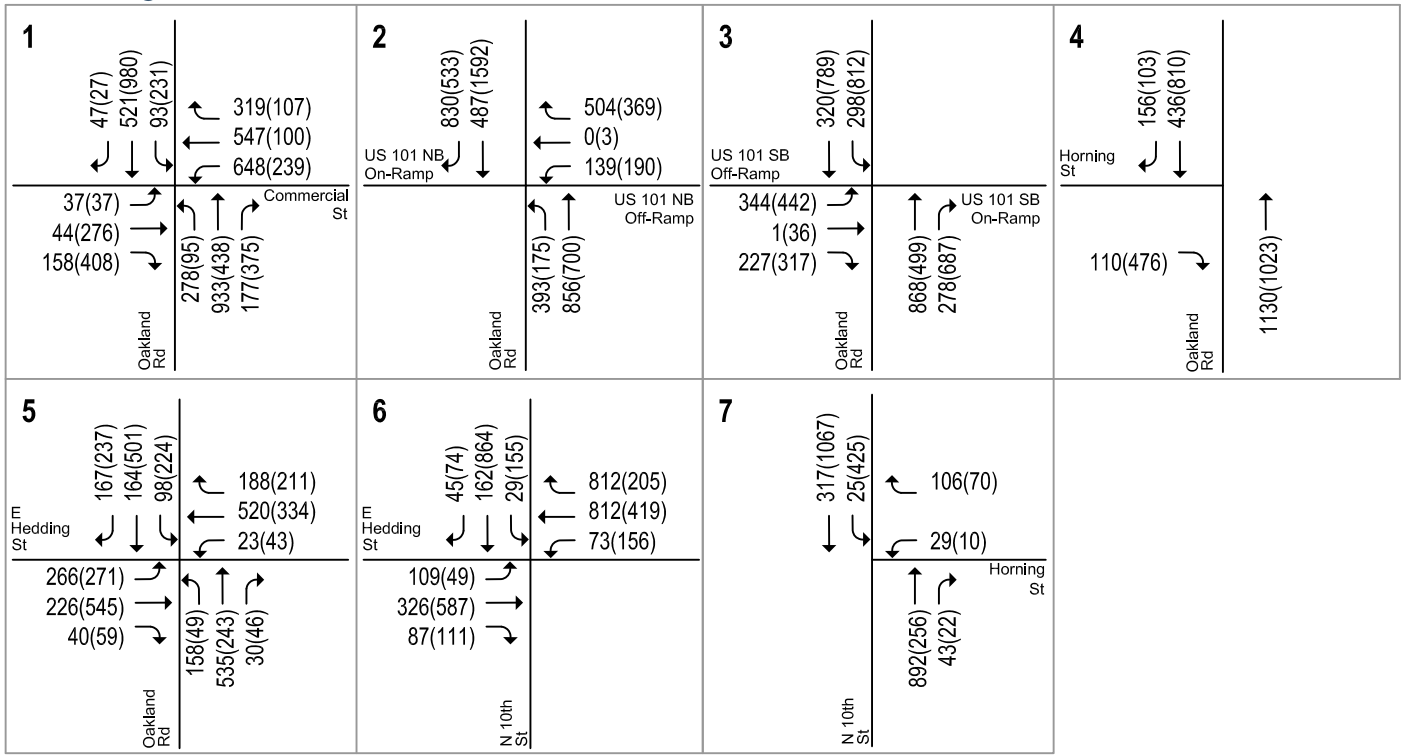 1
47(27)
521(980)
93(231)
319(107)
547(100)
648(239)
Commercial
St
37(37)
44(276)
158(408)
278(95)
933(438)
177(375)
Oakland
Rd
2
830(533)
487(1592)
504(369)
0(3)
139(190)
US 101 NB
On-Ramp
US 101 NB
Off-Ramp
393(175)
856(700)
Oakland
Rd
3
320(789)
298(812)
US 101 SB
Off-Ramp
344(442)
1(36)
227(317)
US 101 SB
On-Ramp
868(499)
278(687)
Oakland
Rd
4
156(103)
436(810)
Horning
St
110(476)
1130(1023)
Oakland
Rd
5
167(237)
164(501)
98(224)
188(211)
520(334)
23(43)
E
Hedding
St
266(271)
226(545)
40(59)
158(49)
535(243)
30(46)
Oakland
Rd
6
45(74)
162(864)
29(155)
812(205)
812(419)
73(156)
E
Hedding
St
109(49)
326(587)
87(111)
N 10th
St
7
317(1067)
25(425)
106(70)
29(10)
Horning
St
892(256)
43(22)
N 10th
St